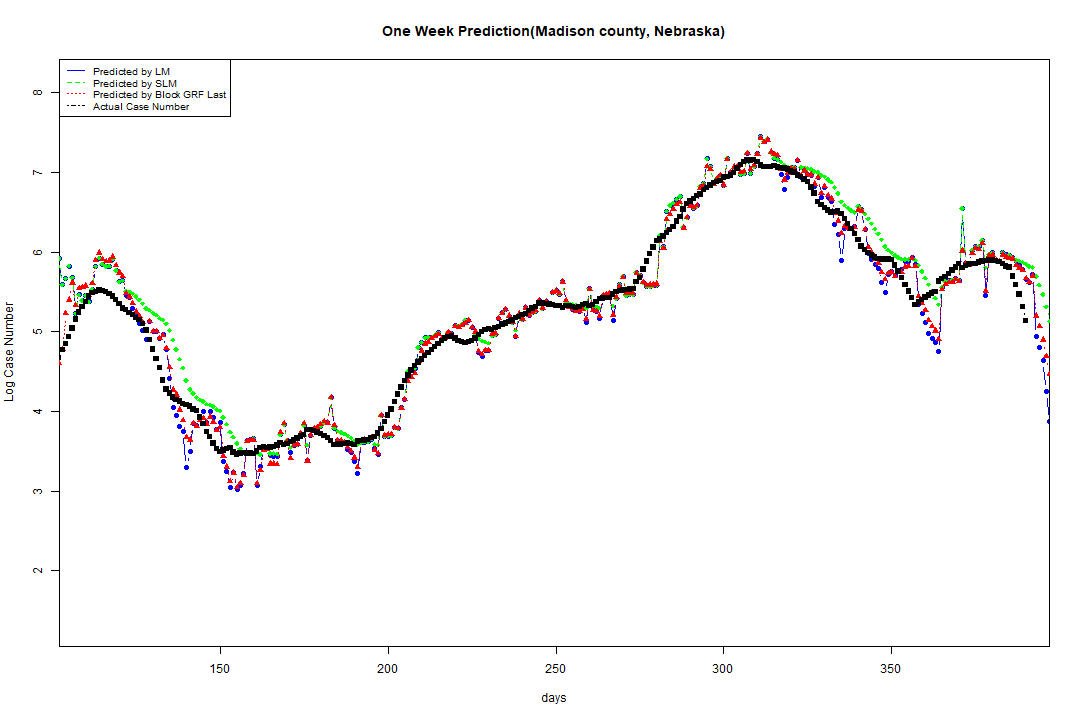 One Week Prediction(Madison county, Nebraska)
Predicted by LM
Predicted by SLM
Predicted by Block GRF Last
Actual Case Number
8
7
6
5
4
3
2
Log Case Number
150
200
250
300
350
days